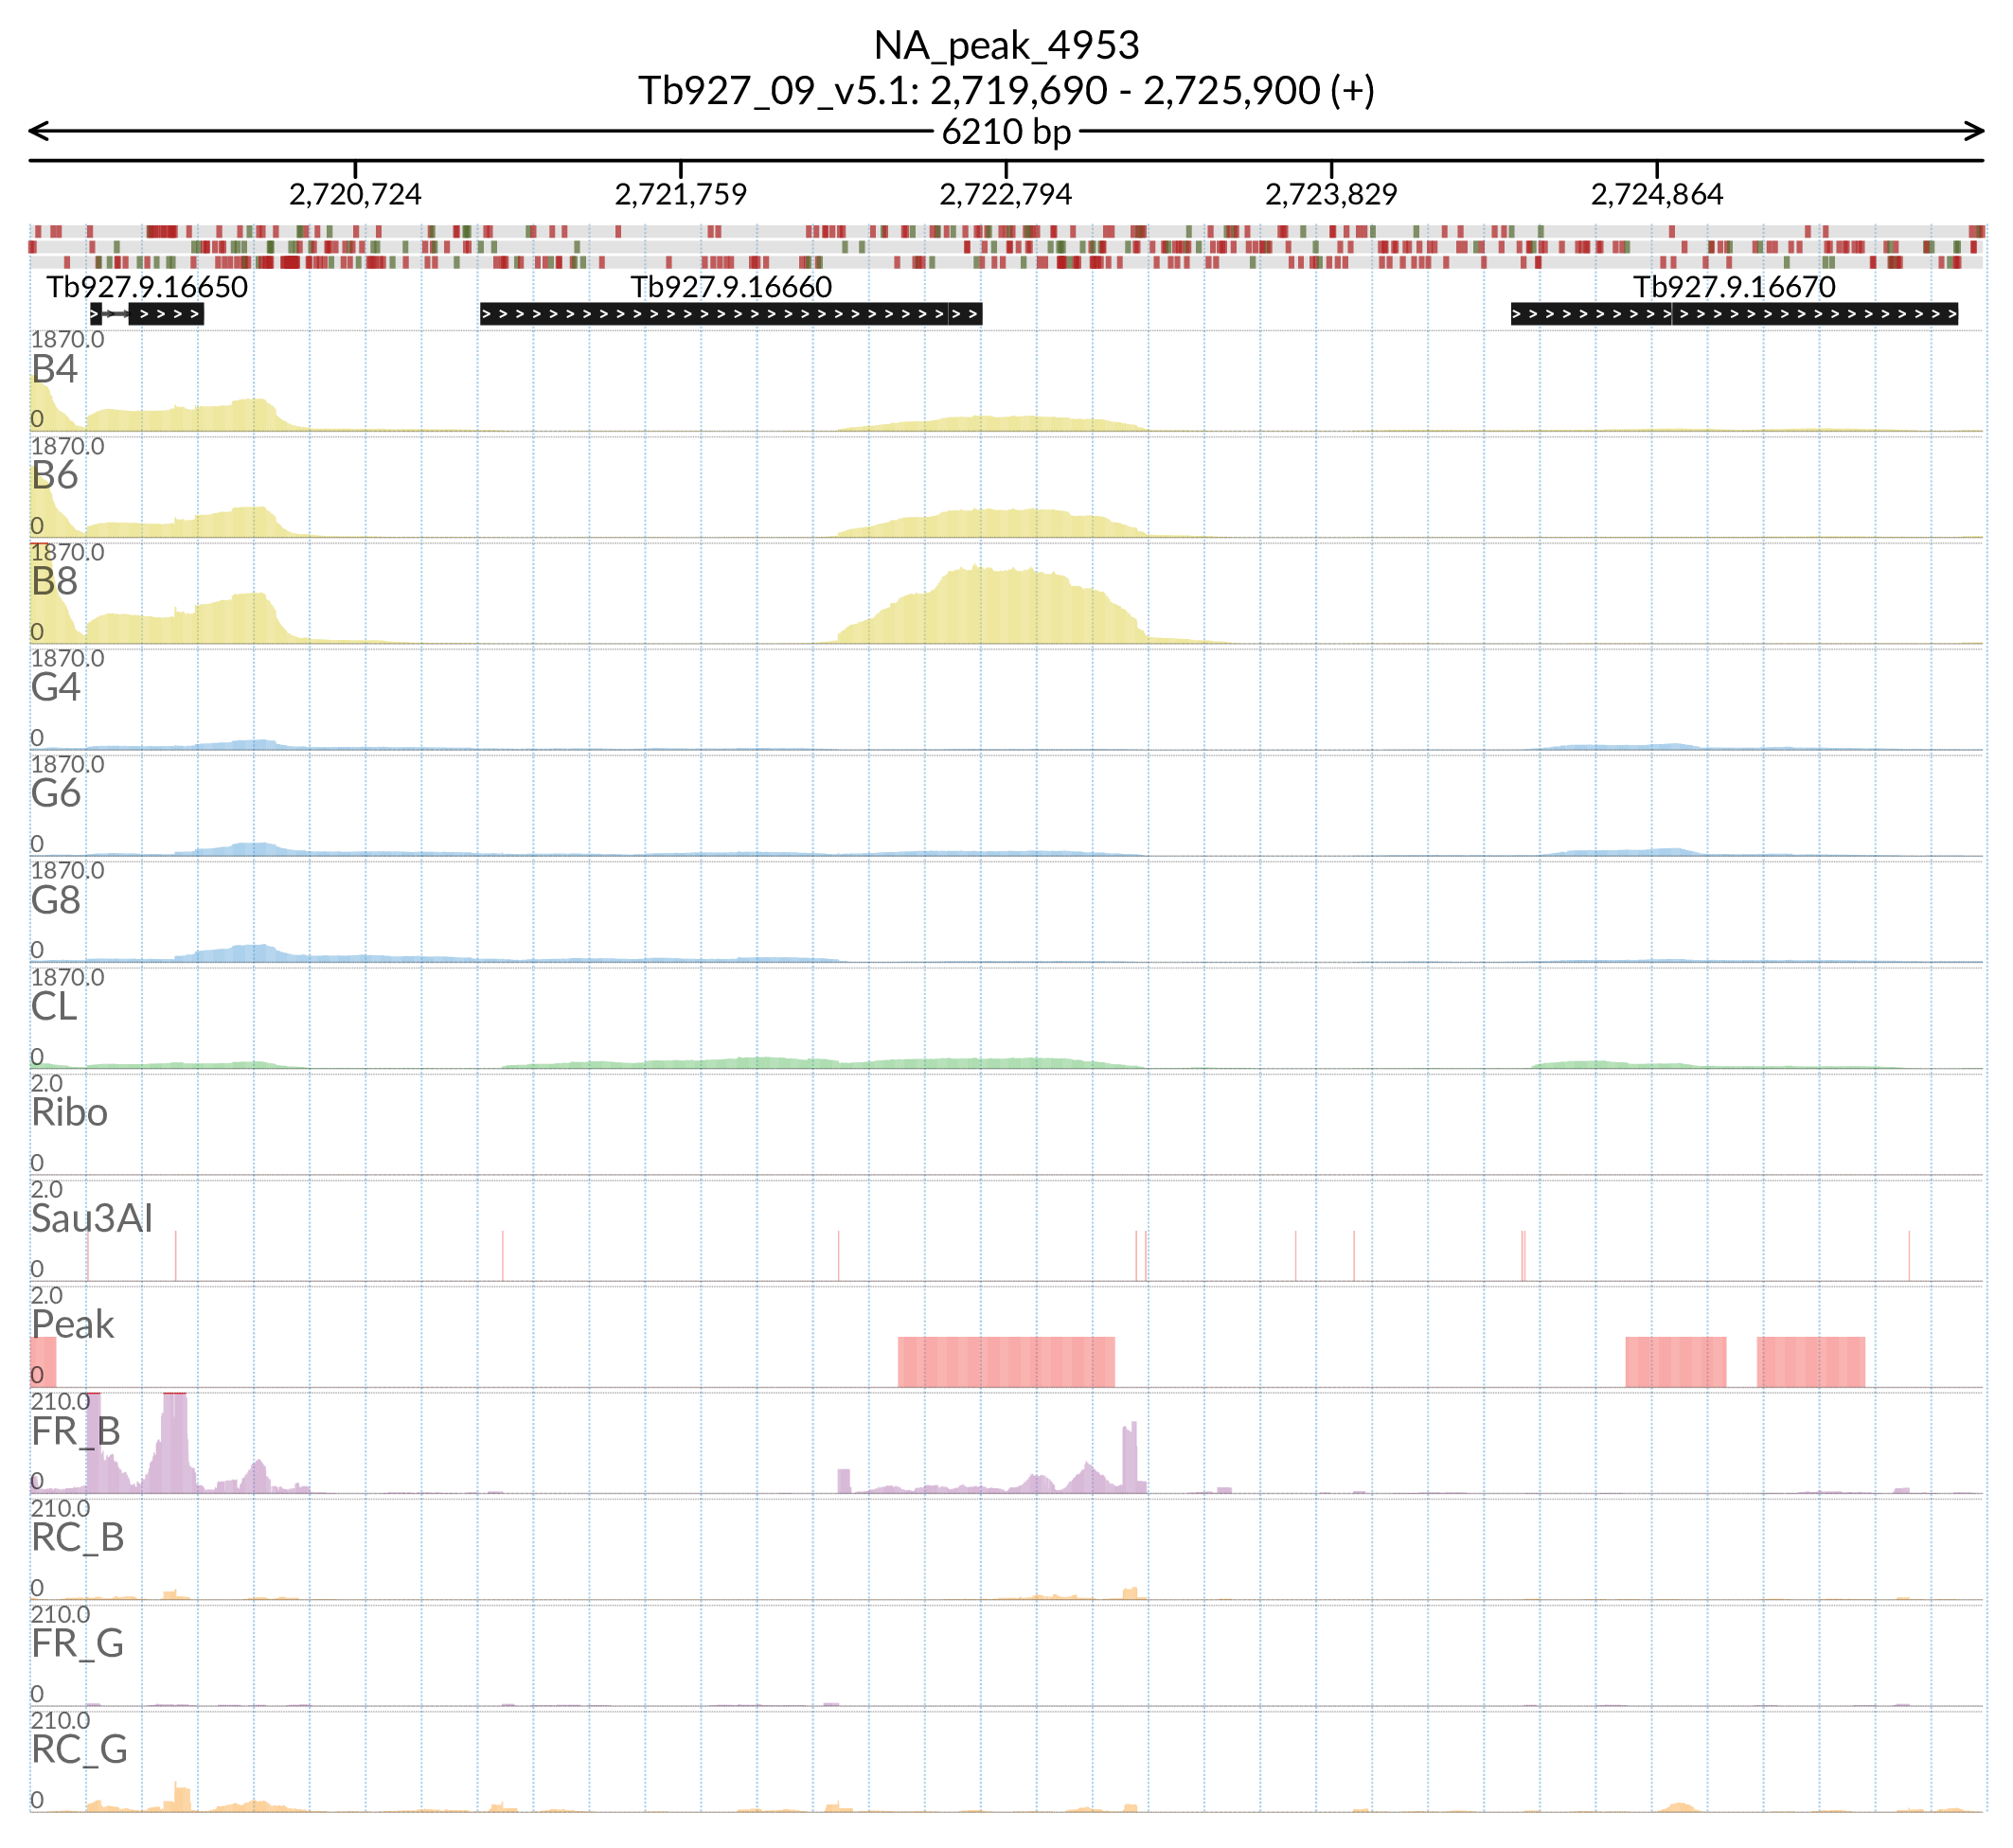 NA_peak_4953
Tb927_09_v5.1: 2,719,690 - 2,725,900 (+)
6210 bp
2,720,724 2,721,759 2,722,794 2,723,829 2,724,864
Tb927.9.16650 Tb927.9.16660 Tb927.9.16670
1870.0
B4
0
1870.0
B6
0
1870.0
B8
0
1870.0
G4
0
1870.0
G6
0
1870.0
G8
0
1870.0
CL
0
2.0
Ribo
0
2.0
Sau3AI
0
2.0
Peak
0
210.0
FR_B
0
210.0
RC_B
0
210.0
FR_G
0
210.0
RC_G
0